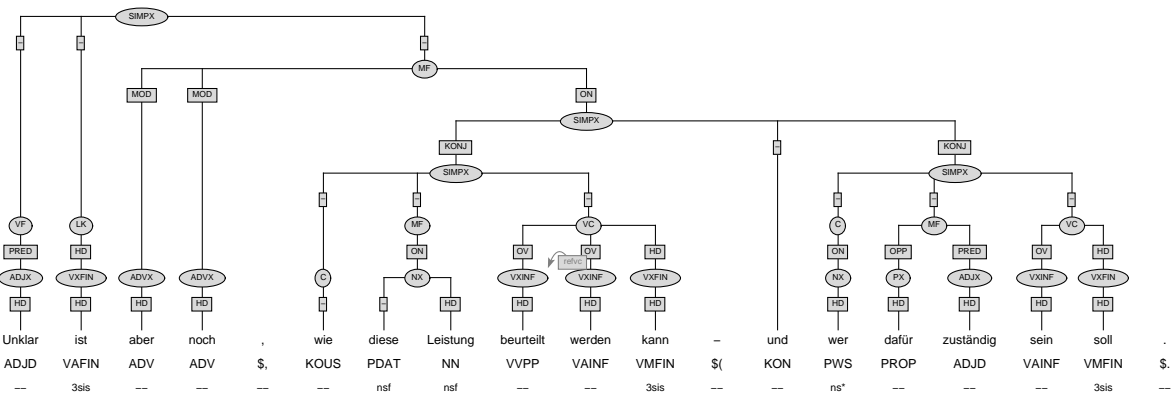 SIMPX
– – –
MF
MOD MOD ON
SIMPX
KONJ – KONJ
SIMPX SIMPX
– – – – – –
VF LK MF VC C MF VC
PRED HD ON OV OV HD ON OPP PRED OV HD
refvc
ADJX VXFIN ADVX ADVX C NX VXINF VXINF VXFIN NX PX ADJX VXINF VXFIN
HD HD HD HD – – HD HD HD HD HD HD HD HD HD
Unklar ist aber noch , wie diese Leistung beurteilt werden kann – und wer dafür zuständig sein soll .
ADJD VAFIN ADV ADV $, KOUS PDAT NN VVPP VAINF VMFIN $( KON PWS PROP ADJD VAINF VMFIN $.
–– 3sis –– –– –– –– nsf nsf –– –– 3sis –– –– ns* –– –– –– 3sis ––